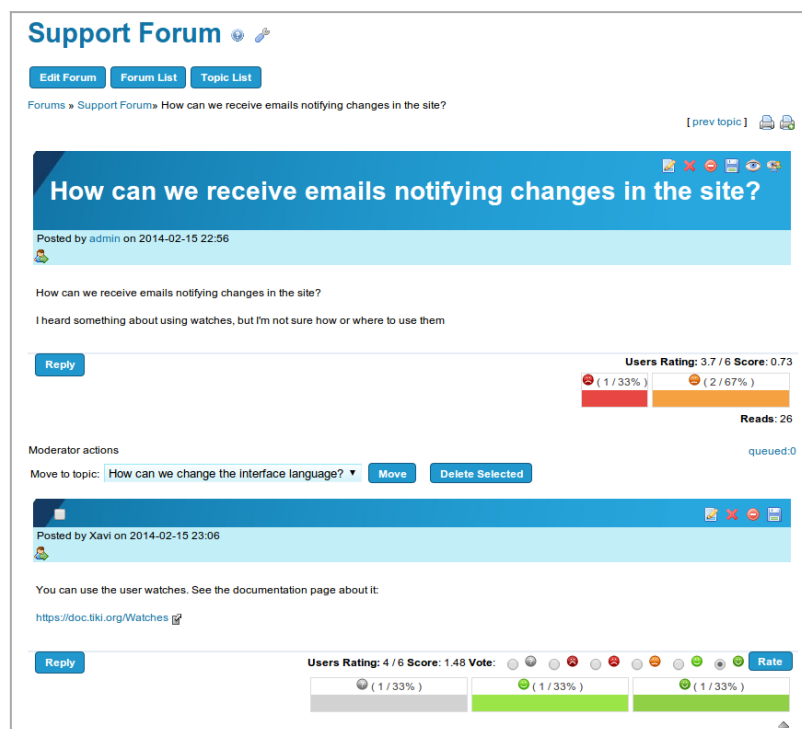 Support Forum
Edit Forum Forum List Topic List
Forums » Support Forum» How can we receive emails notifying changes in the site?
[ prev topic ]
How can we receive emails notifying changes in the site?
Posted by admin on 2014-02-15 22:56
How can we receive emails notifying changes in the site?
I heard something about using watches, but I'm not sure how or where to use them
Reply
Users Rating: 3.7 / 6 Score: 0.73
( 1 / 33% ) ( 2 / 67% )
Reads: 26
Moderator actions
queued:0
Move to topic: How can we change the interface language? Move Delete Selected
Posted by Xavi on 2014-02-15 23:06
You can use the user watches. See the documentation page about it:
https://doc.tiki.org/Watches
Reply Users Rating: 4 / 6 Score: 1.48 Vote: Rate
( 1 / 33% ) ( 1 / 33% ) ( 1 / 33% )